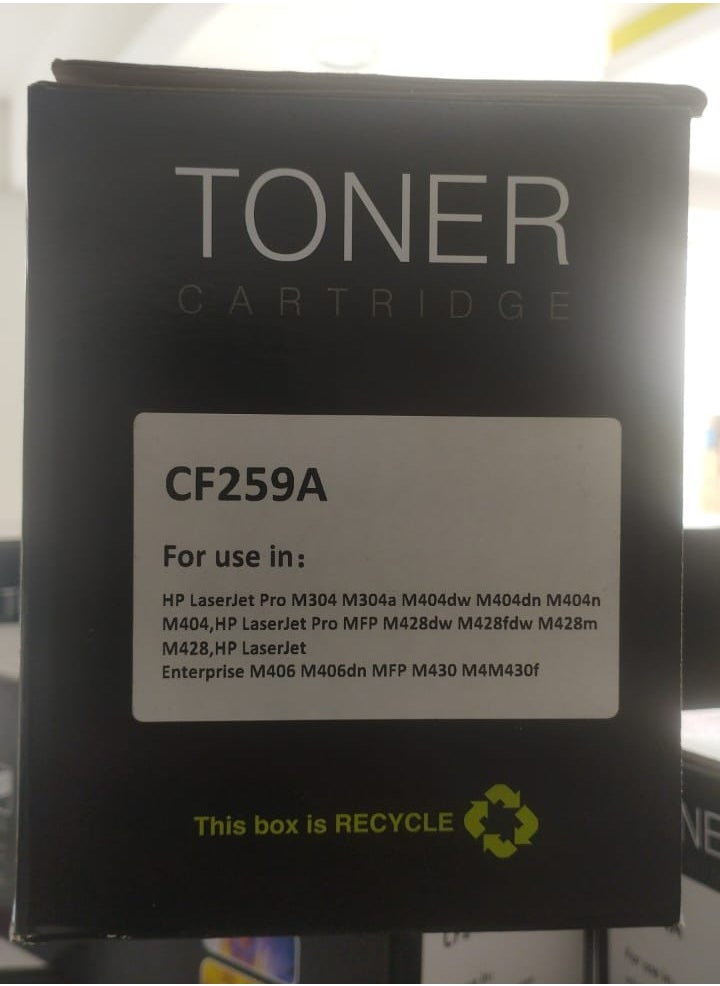 TONER
CARTRIDGE
CF259A
For use in：
HP LaserJet Pro M304 M304a M404dw M404dn M404n
M404,HP LaserJet Pro MFP M428dw M428fdw M428m
M428,HP LaserJet
Enterprise M406 M406dn MFP M430 M4M430f
This box is RECYCLE